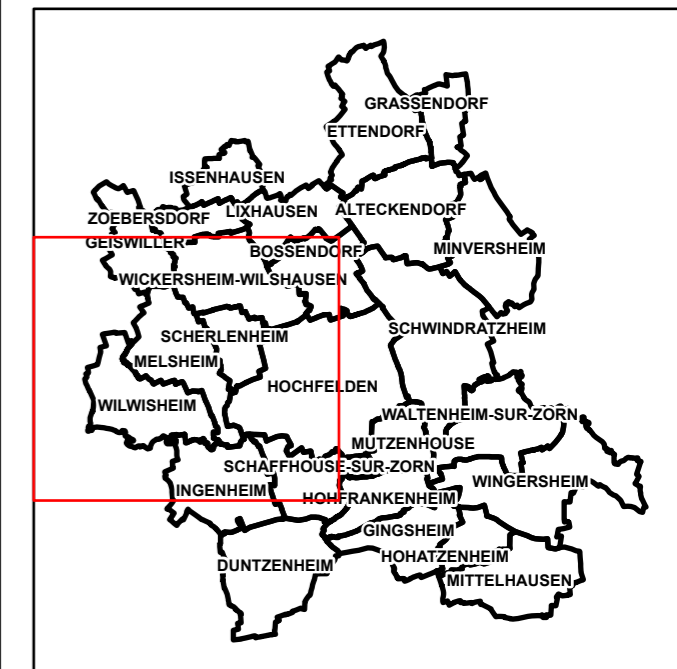 GRASSENDORF
ETTENDORF
ISSENHAUSEN
ZOEBERSDORF
LIXHAUSEN
ALTECKENDORF
GEISWILLER
BOSSENDORF
MINVERSHEIM
WICKERSHEIM-WILSHAUSEN
SCHWINDRATZHEIM
SCHERLENHEIM
MELSHEIM
HOCHFELDEN
WILWISHEIM
WALTENHEIM-SUR-ZORN
MUTZENHOUSE
SCHAFFHOUSE-SUR-ZORN
WINGERSHEIM
INGENHEIM
HOHFRANKENHEIM
GINGSHEIM
HOHATZENHEIM
DUNTZENHEIM
MITTELHAUSEN